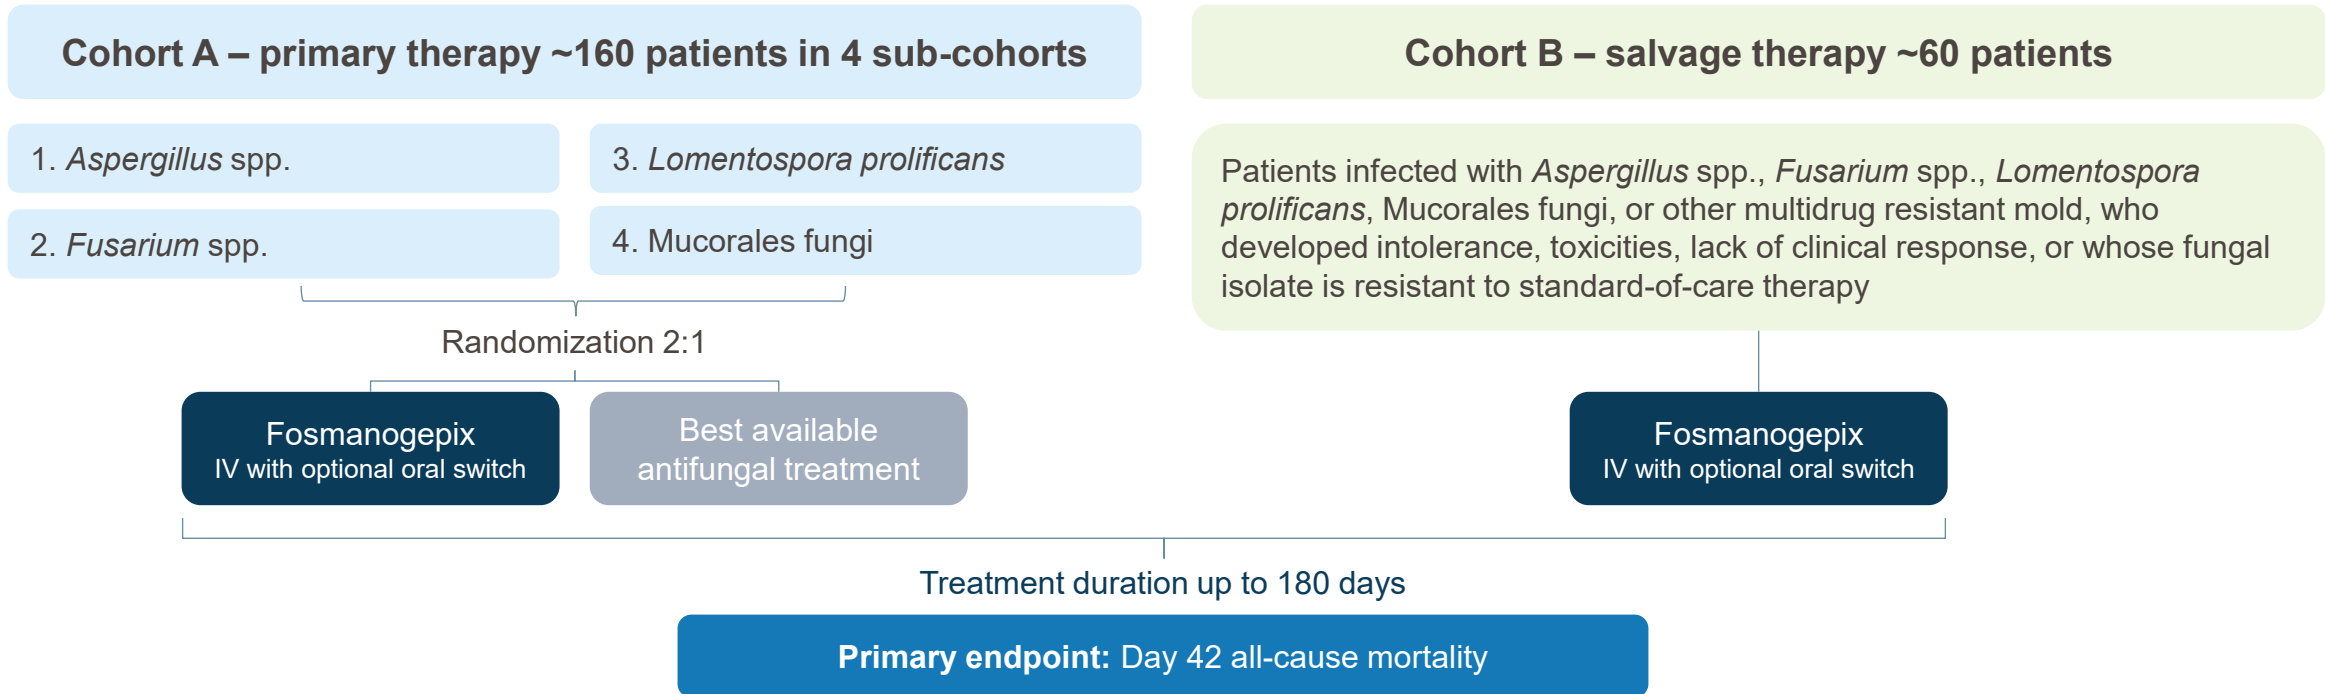 Cohort A – primary therapy ~160 patients in 4 sub-cohorts
1. Aspergillus spp.
2. Fusarium spp.
3. Lomentospora prolificans
4. Mucorales fungi
Randomization 2:1
Fosmanogepix
IV with optional oral switch
Best available
antifungal treatment
Cohort B – salvage therapy ~60 patients
Patients infected with Aspergillus spp., Fusarium spp., Lomentospora
prolificans, Mucorales fungi, or other multidrug resistant mold, who
developed intolerance, toxicities, lack of clinical response, or whose fungal
isolate is resistant to standard-of-care therapy
Fosmanogepix
IV with optional oral switch
Treatment duration up to 180 days
Primary endpoint: Day 42 all-cause mortality